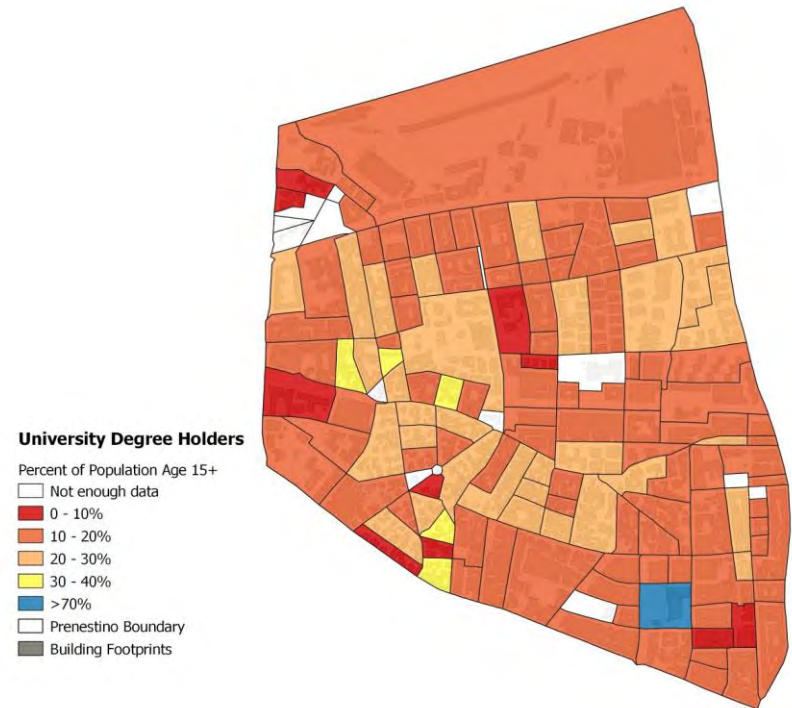 University Degree Holders
Percent of Population Age 15+
Not enough data
0 - 10%
10 - 20%
20 - 30%
30 - 40%
>70%
Prenestino Boundary
Building Footprints